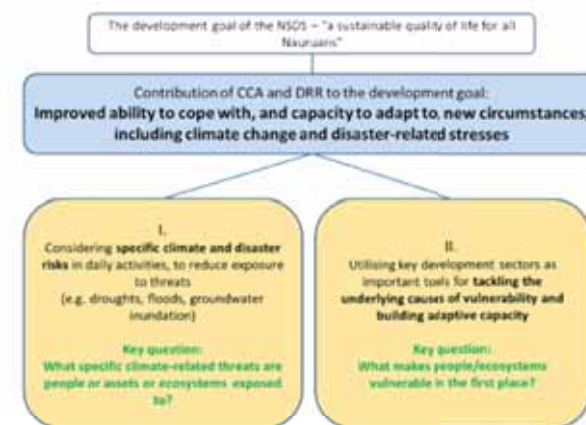 The development goal of the NSDS – "a sustainable quality of life for all
Nauruans"
Contribution of CCA and DRR to the development goal:
Improved ability to cope with, and capacity to adapt to, new circumstances,
including climate change and disaster-related stresses
I.
Considering specific climate and disaster
risks in daily activities, to reduce exposure
to threats
(e.g. droughts, floods, groundwater
inundation)
Key question:
What specific climate-related threats are
people or assets or ecosystems exposed
to?
II.
Utilising key development sectors as
important tools for tackling the
underlying causes of vulnerability and
building adaptive capacity
Key question:
What makes people/ecosystems
vulnerable in the first place?